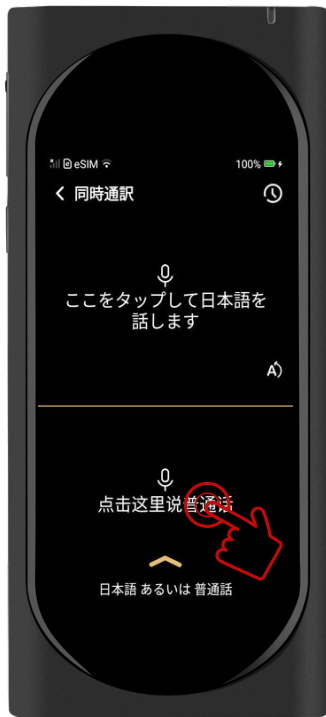 eSIM
100%
同時通訳
ここをタップして日本語を
話します
A
点击这里说普通话
日本語 あるいは 普通話